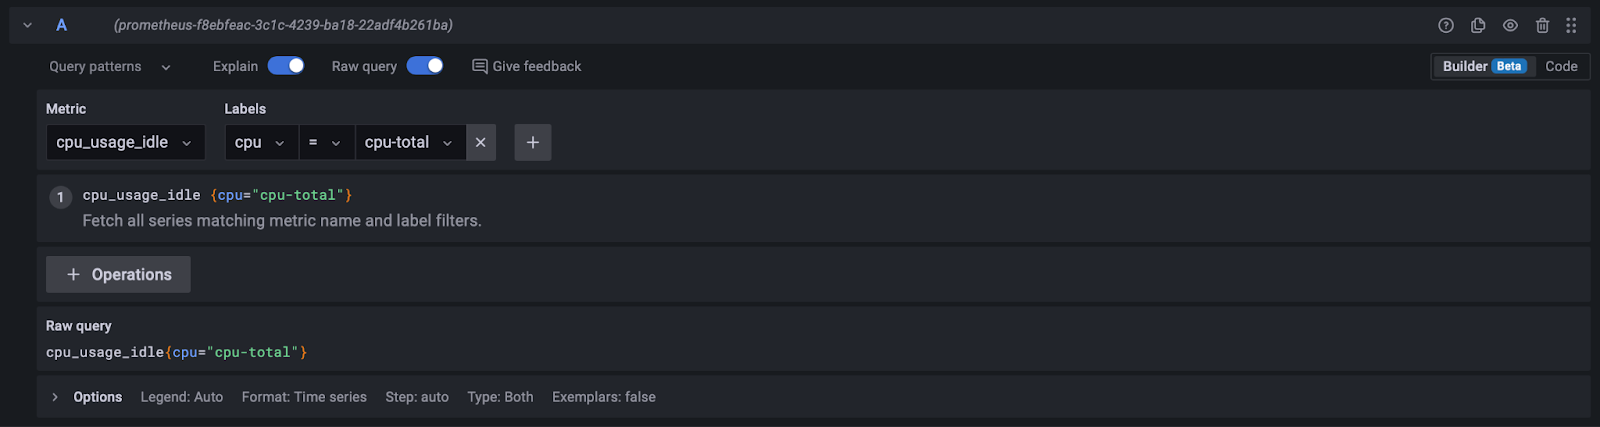 A (prometheus-f8ebfeac-3c1c-4239-ba18-22adf4b261ba)
Query patterns Explain Raw query Give feedback Builder Beta Code
Metric Labels
cpu_usage_idle cpu = cpu-total
1 cpu_usage_idle {cpu="cpu-total"}
Fetch all series matching metric name and label filters.
+ Operations
Raw query
cpu_usage_idle{cpu="cpu-total"}
Options Legend: Auto Format: Time series Step: auto Type: Both Exemplars: false